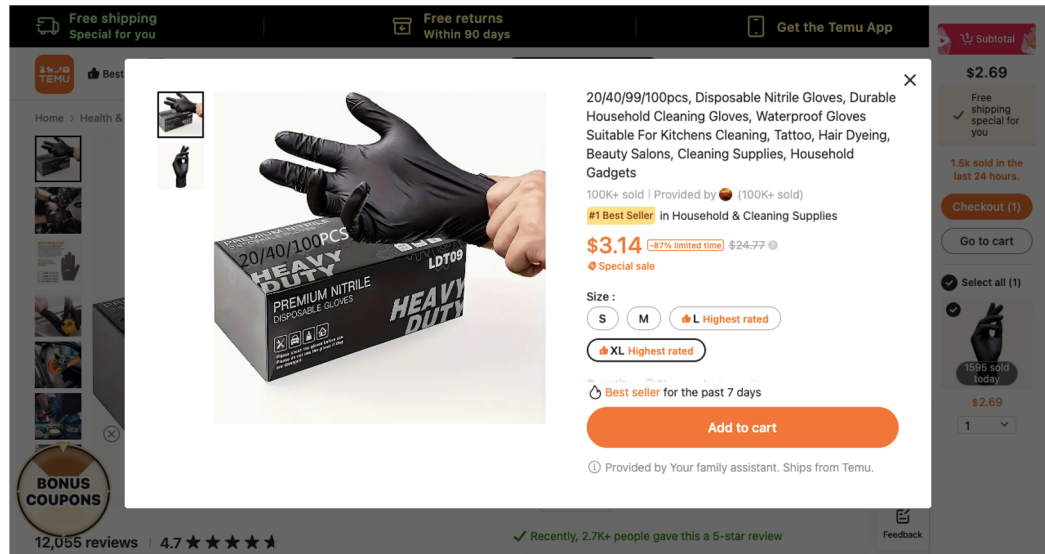 Free shipping
Special for you
Free returns
Within 90 days
Get the Temu App
TEMU
Best
Home > Health &
20/40/100PCS
PREMIUM NITRILE
DISPOSABLE GLOVES
HEAVY
DUTY
LDT09
HEAVY
DUTY
20/40/99/100pcs, Disposable Nitrile Gloves, Durable
Household Cleaning Gloves, Waterproof Gloves
Suitable For Kitchens Cleaning, Tattoo, Hair Dyeing,
Beauty Salons, Cleaning Supplies, Household
Gadgets
100K+ sold | Provided by (100K+ sold)
#1 Best Seller in Household & Cleaning Supplies
$3.14 -87% limited time $24.77
Special sale
Size :
S M L Highest rated
XL Highest rated
Best seller for the past 7 days
Add to cart
Provided by Your family assistant. Ships from Temu.
Subtotal
$2.69
Free
shipping
special for
you
1.5k sold in the
last 24 hours.
Checkout (1)
Go to cart
Select all (1)
1595 sold
today
$2.69
1
BONUS
COUPONS
12,055 reviews | 4.7
Recently, 2.7K+ people gave this a 5-star review
Feedback